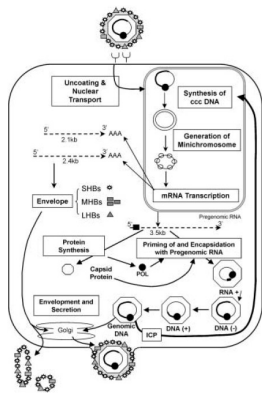 Uncoating &
Nuclear
Transport
Synthesis of
ccc DNA
Generation of
Minichromosome
mRNA Transcription
5' 3' AAA
2.1kb
5' 3' AAA
2.4kb
Envelope
SHBs
MHBs
LHBs
Pregenomic RNA
5' 3'
3.5kb
Protein
Synthesis
Priming of and Encapsidation
with Pregenomic RNA
Capsid
Protein
POL
RNA +
Envelopment and
Secretion
Golgi
Genomic
DNA
DNA (+)
DNA (-)
ICP